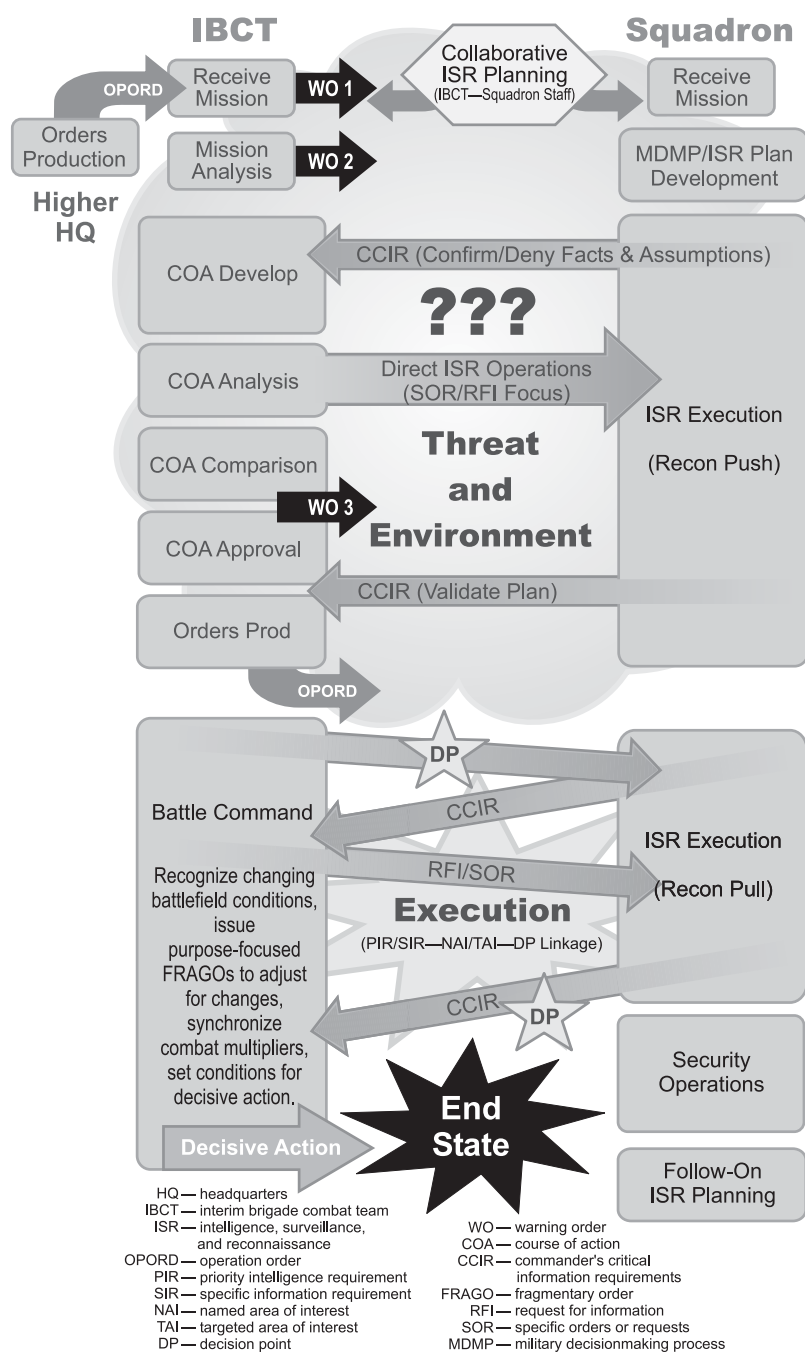 IBCT
Squadron
Collaborative
ISR Planning
(IBCT—Squadron Staff)
OPORD
Receive
Mission
WO 1
Receive
Mission
Orders
Production
Higher
HQ
Mission
Analysis
WO 2
MDMP/ISR Plan
Development
CCIR (Confirm/Deny Facts & Assumptions)
COA Develop
???
COA Analysis
Direct ISR Operations
(SOR/RFI Focus)
ISR Execution
(Recon Push)
COA Comparison
Threat
and
Environment
WO 3
COA Approval
CCIR (Validate Plan)
Orders Prod
OPORD
DP
Battle Command
CCIR
ISR Execution
(Recon Pull)
RFI/SOR
Recognize changing
battlefield conditions,
issue
purpose-focused
FRAGOs to adjust
for changes,
synchronize
combat multipliers,
set conditions for
decisive action.
Execution
(PIR/SIR—NAI/TAI—DP Linkage)
CCIR
DP
Security
Operations
End
State
Decisive Action
Follow-On
ISR Planning
HQ — headquarters
IBCT — interim brigade combat team
ISR — intelligence, surveillance,
and reconnaissance
OPORD — operation order
PIR — priority intelligence requirement
SIR — specific information requirement
NAI — named area of interest
TAI — targeted area of interest
DP — decision point
WO — warning order
COA — course of action
CCIR — commander's critical
information requirements
FRAGO — fragmentary order
RFI — request for information
SOR — specific orders or requests
MDMP — military decisionmaking process